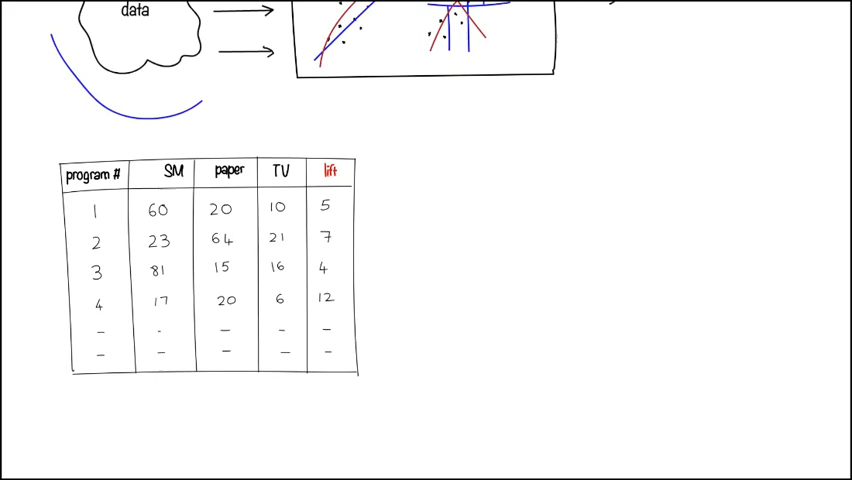 data
program # SM paper TV lift
1 60 20 10 5
2 23 64 21 7
3 81 15 16 4
4 17 20 6 12
- . - - -
- - - - -